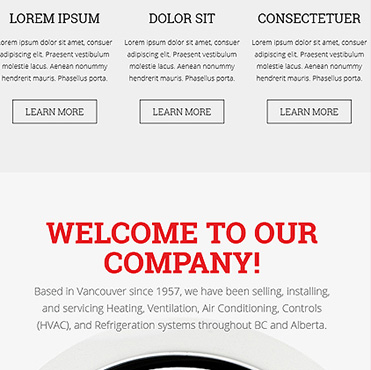 LOREM IPSUM
Lorem ipsum dolor sit amet, consuer
adipiscing elit. Praesent vestibulum
molestie lacus. Aenean nonummy
hendrerit mauris. Phasellus porta.
LEARN MORE
DOLOR SIT
Lorem ipsum dolor sit amet, consuer
adipiscing elit. Praesent vestibulum
molestie lacus. Aenean nonummy
hendrerit mauris. Phasellus porta.
LEARN MORE
CONSECTETUER
Lorem ipsum dolor sit amet, consuer
adipiscing elit. Praesent vestibulum
molestie lacus. Aenean nonummy
hendrerit mauris. Phasellus porta.
LEARN MORE
WELCOME TO OUR
COMPANY!
Based in Vancouver since 1957, we have been selling, installing,
and servicing Heating, Ventilation, Air Conditioning, Controls
(HVAC), and Refrigeration systems throughout BC and Alberta.